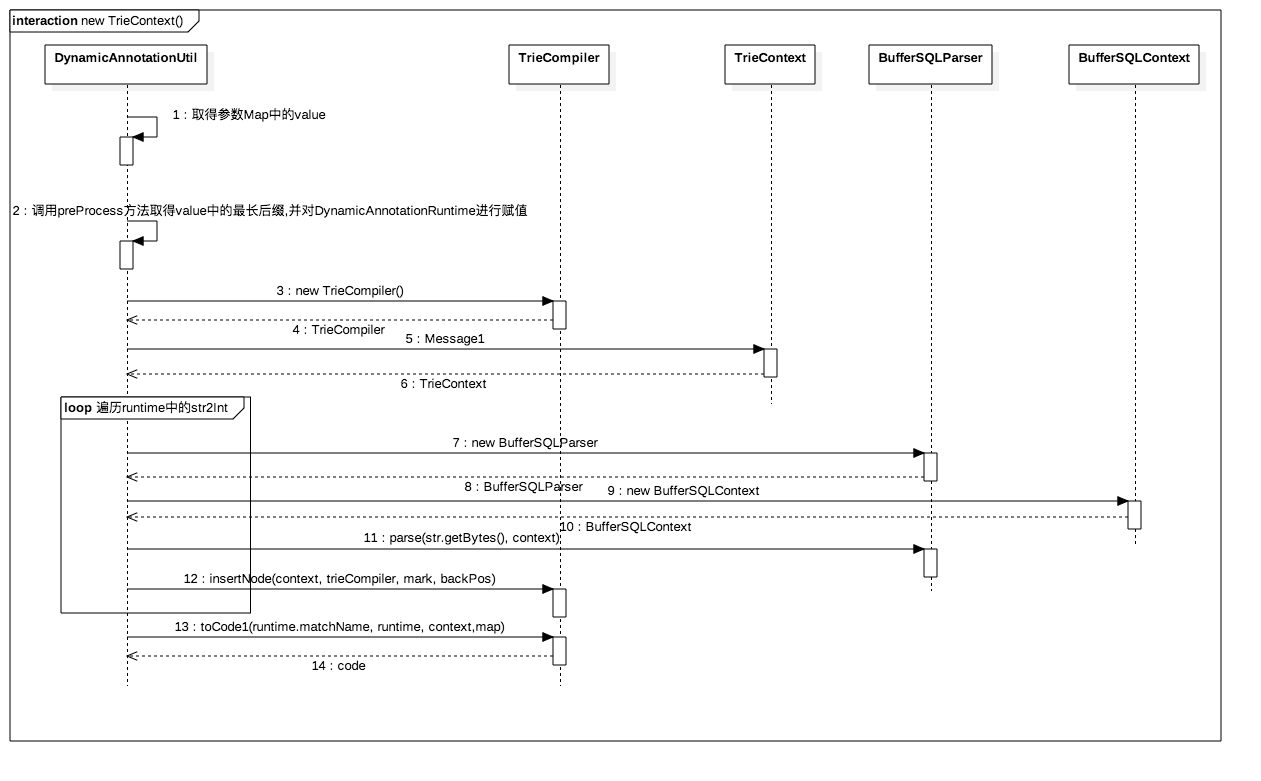 interaction new TrieContext()
DynamicAnnotationUtil
TrieCompiler
TrieContext
BufferSQLParser
BufferSQLContext
1 : 取得参数Map中的value
2 : 调用preProcess方法取得value中的最长后缀,并对DynamicAnnotationRuntime进行赋值
3 : new TrieCompiler()
4 : TrieCompiler
5 : Message1
6 : TrieContext
loop 遍历runtime中的str2Int
7 : new BufferSQLParser
8 : BufferSQLParser
9 : new BufferSQLContext
10 : BufferSQLContext
11 : parse(str.getBytes(), context)
12 : insertNode(context, trieCompiler, mark, backPos)
13 : toCode1(runtime.matchName, runtime, context,map)
14 : code